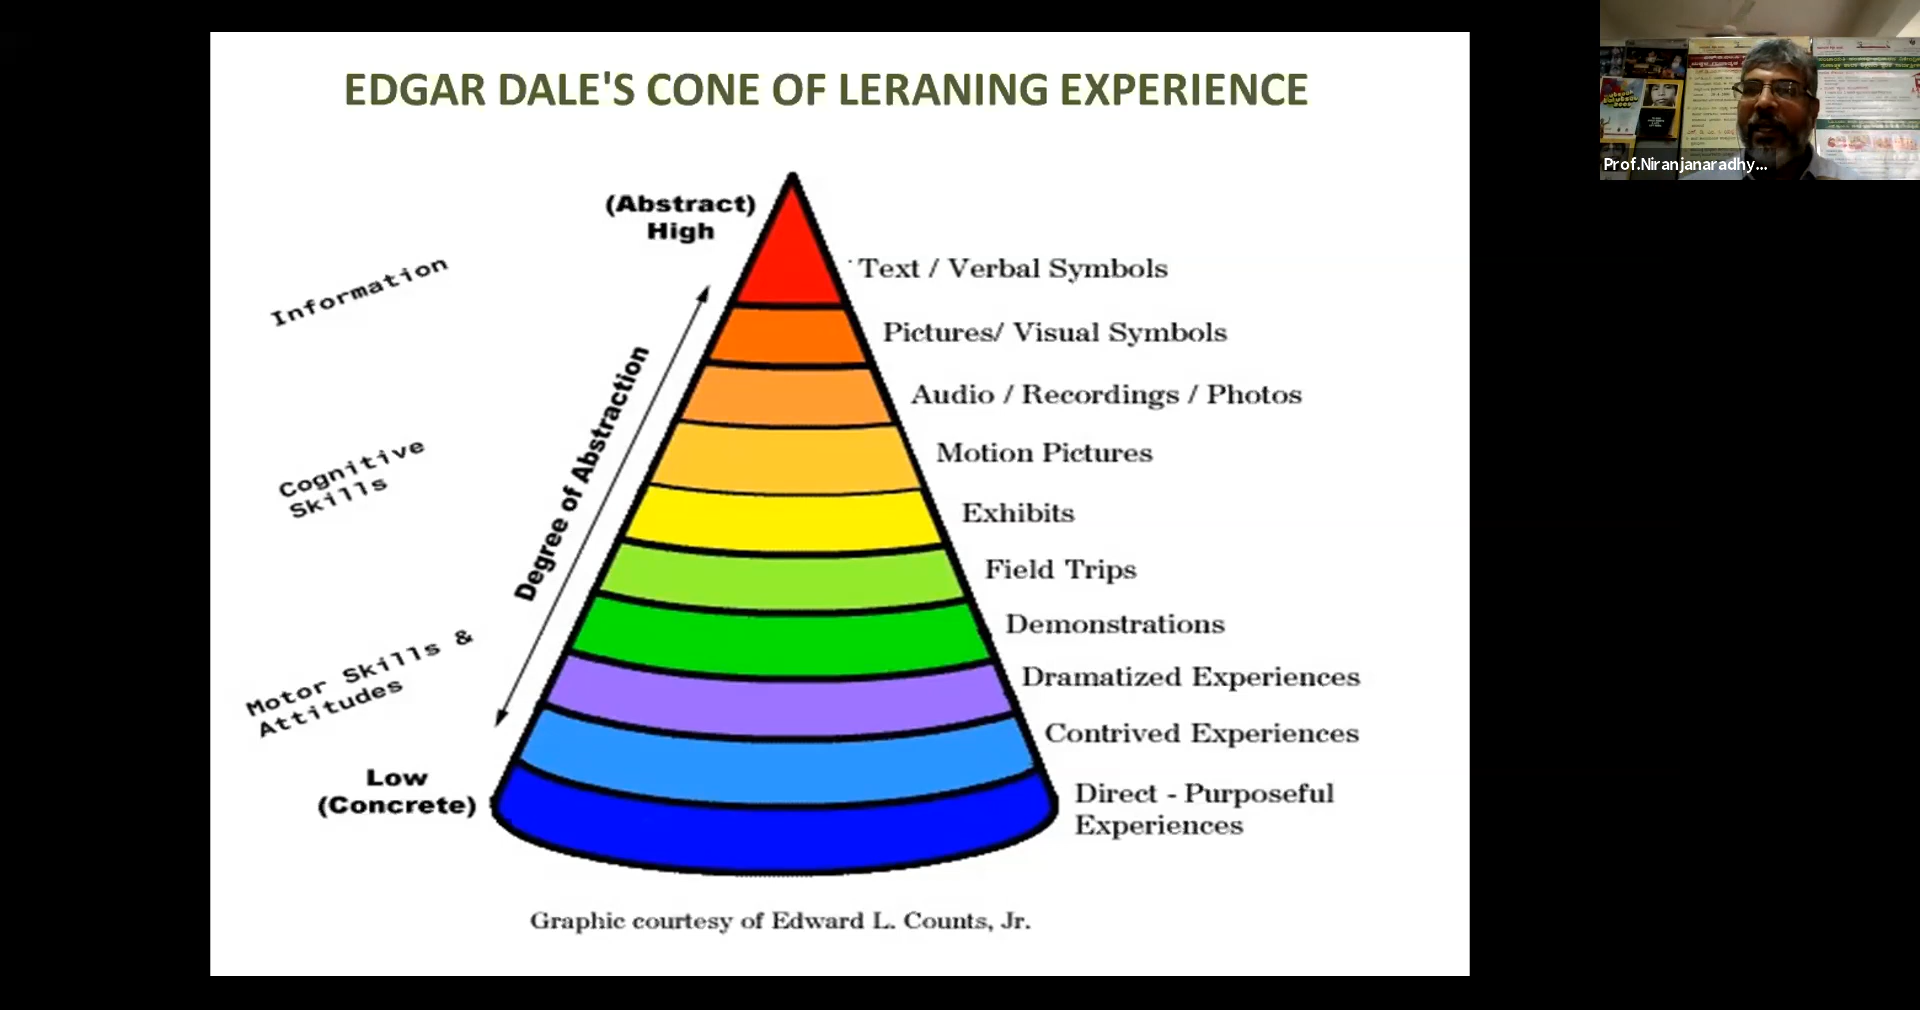 EDGAR DALE'S CONE OF LERANING EXPERIENCE
(Abstract)
High
Information
Cognitive
Skills
Motor Skills &
Attitudes
Degree of Abstraction
Low
(Concrete)
Text / Verbal Symbols
Pictures/ Visual Symbols
Audio / Recordings / Photos
Motion Pictures
Exhibits
Field Trips
Demonstrations
Dramatized Experiences
Contrived Experiences
Direct - Purposeful
Experiences
Graphic courtesy of Edward L. Counts, Jr.
Prof.Niranjanaradhy...